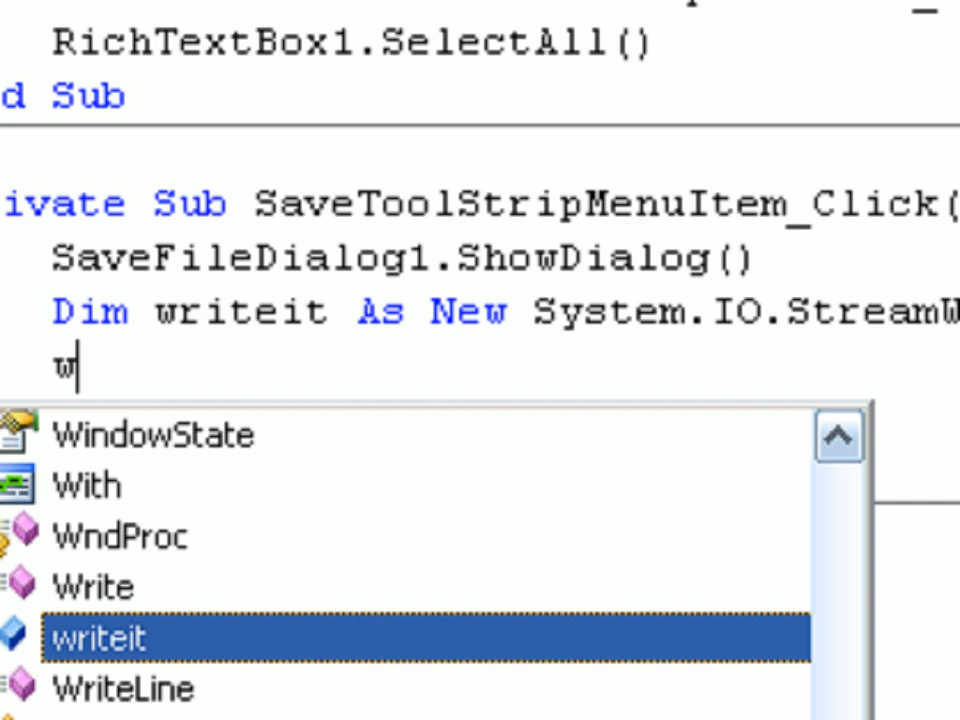 RichTextBox1.SelectAll()
d Sub
ivate Sub SaveToolStripMenuItem_Click(
SaveFileDialog1.ShowDialog()
Dim writeit As New System.IO.StreamW
w
WindowState
With
WndProc
Write
writeit
WriteLine